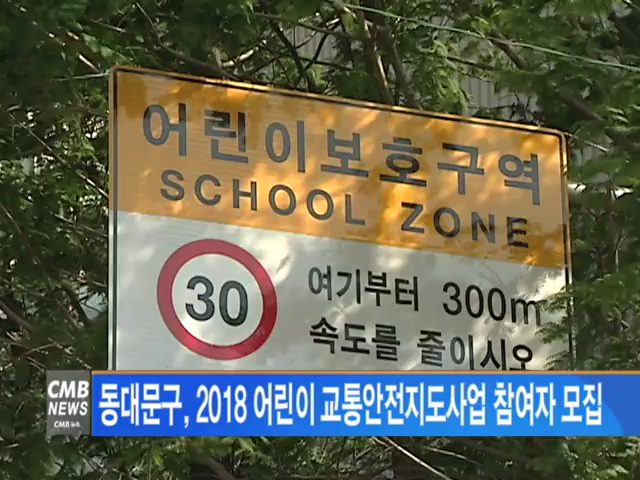 어린이보호구역
SCHOOL ZONE
30
여기부터 300m
속도를 줄이시오
CMB
NEWS
CMB 뉴스
동대문구, 2018 어린이 교통안전지도사업 참여자 모집